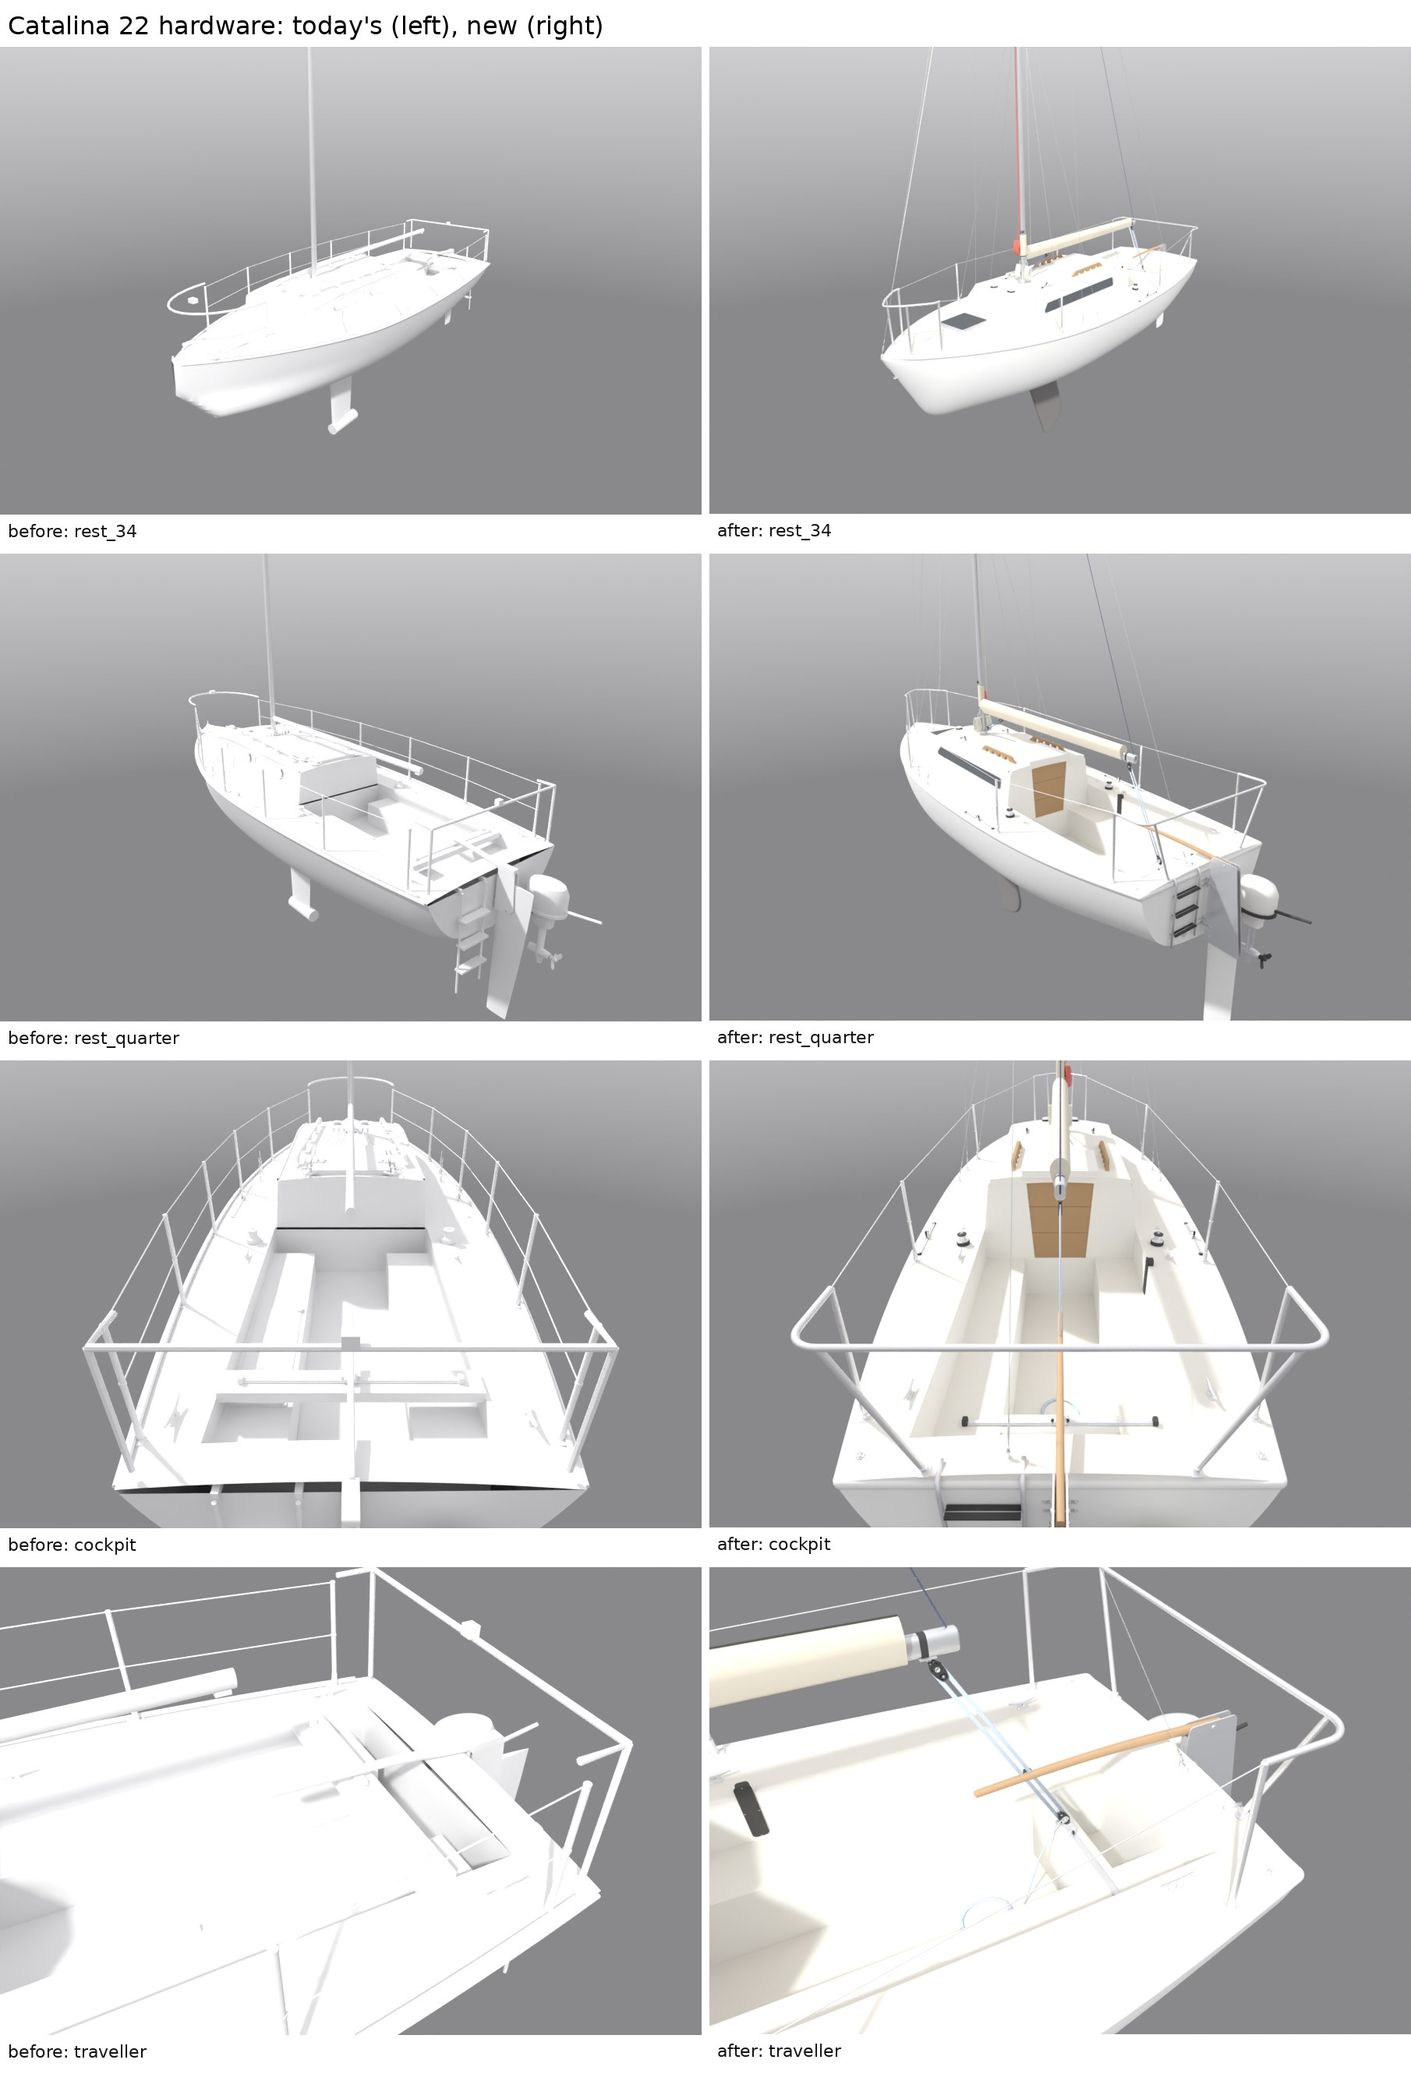 Catalina 22 hardware: today's (left), new (right)
before: rest_34
after: rest_34
before: rest_quarter
after: rest_quarter
before: cockpit
after: cockpit
before: traveller
after: traveller